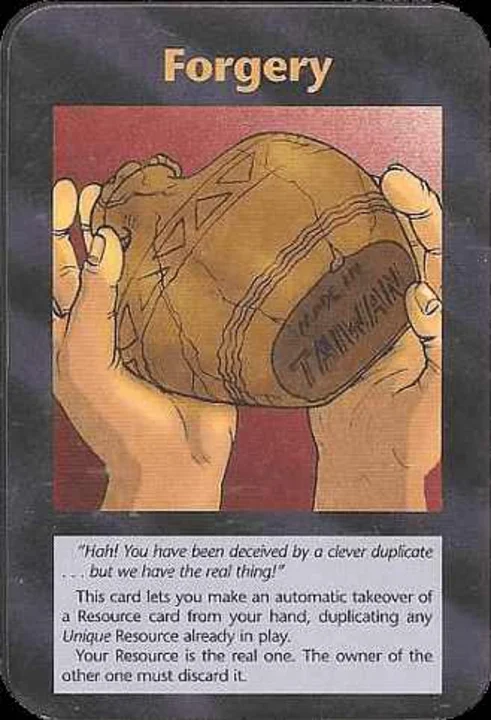 Forgery
MADE IN
TAIWAN
"Hah! You have been deceived by a clever duplicate
. . . but we have the real thing!"
This card lets you make an automatic takeover of
a Resource card from your hand, duplicating any
Unique Resource already in play.
Your Resource is the real one. The owner of the
other one must discard it.